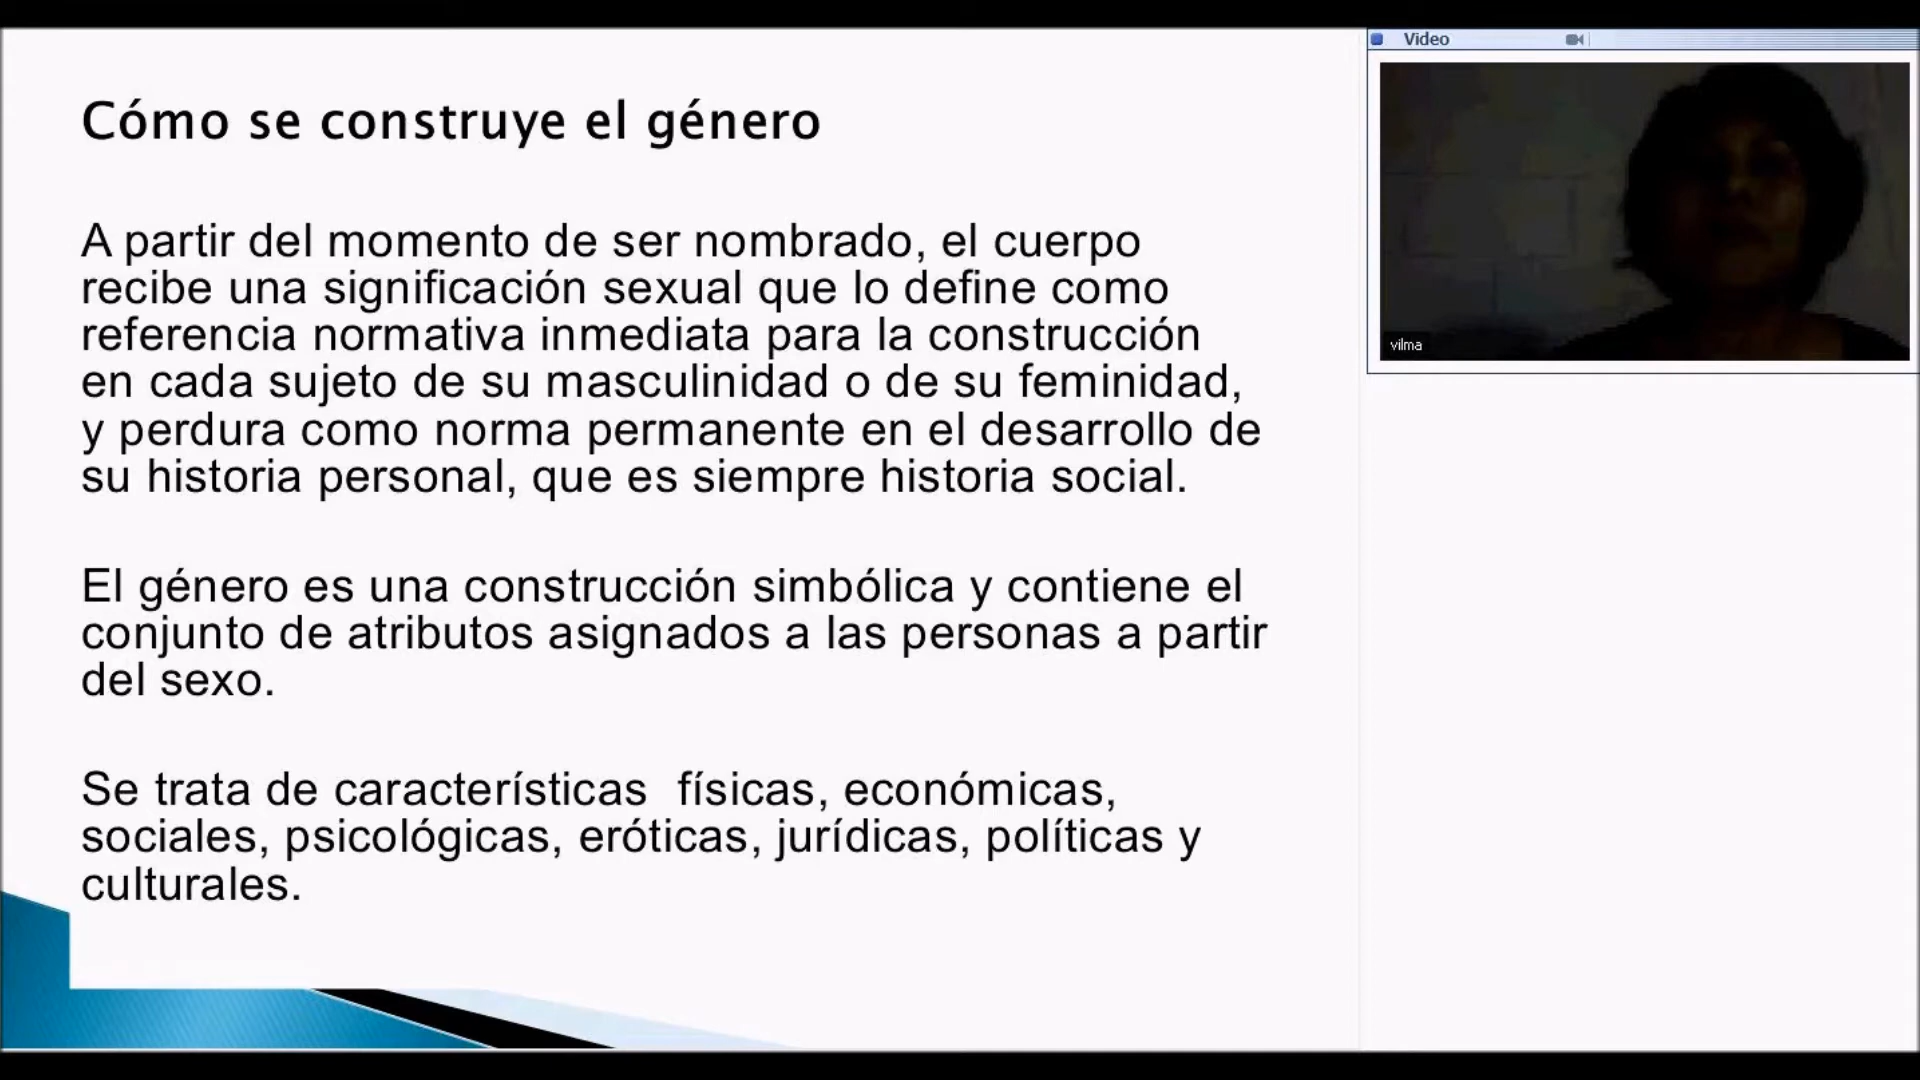 Cómo se construye el género
A partir del momento de ser nombrado, el cuerpo
recibe una significación sexual que lo define como
referencia normativa inmediata para la construcción
en cada sujeto de su masculinidad o de su feminidad,
y perdura como norma permanente en el desarrollo de
su historia personal, que es siempre historia social.
El género es una construcción simbólica y contiene el
conjunto de atributos asignados a las personas a partir
del sexo.
Se trata de características  físicas, económicas,
sociales, psicológicas, eróticas, jurídicas, políticas y
culturales.
Video
vilma